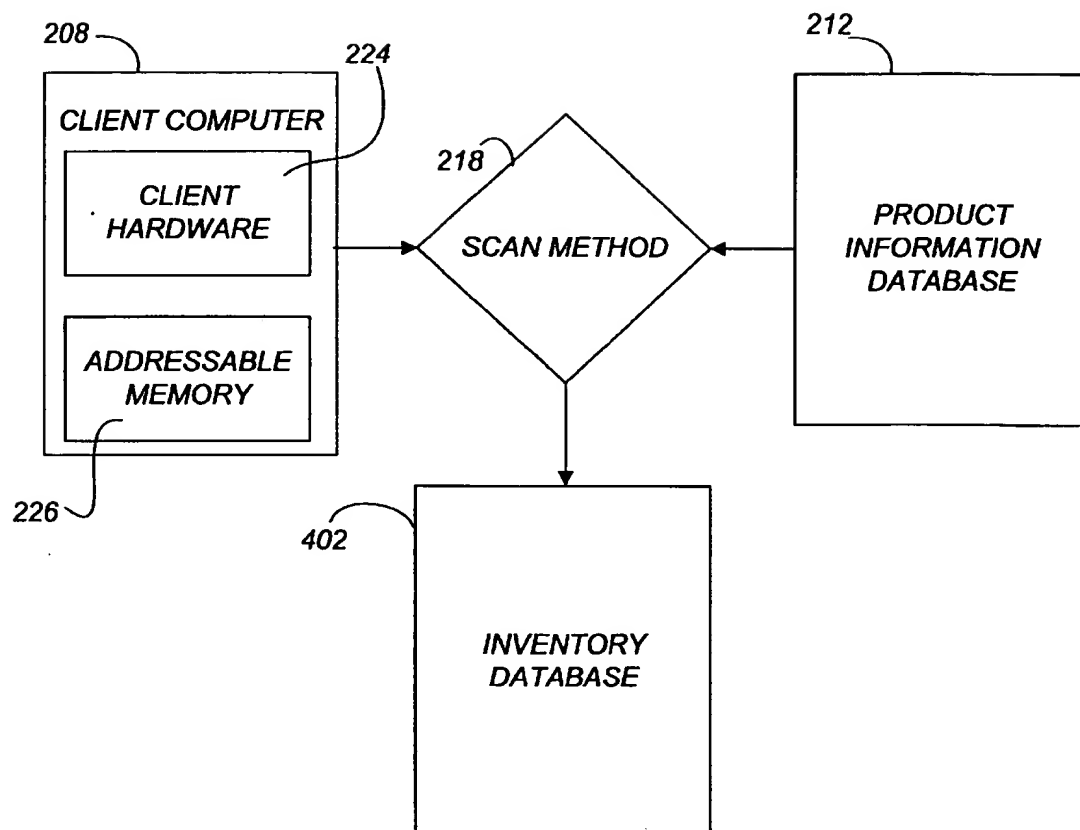 208
224
212
CLIENT COMPUTER
CLIENT
HARDWARE
218
SCAN METHOD
PRODUCT
INFORMATION
DATABASE
ADDRESSABLE
MEMORY
226
402
INVENTORY
DATABASE